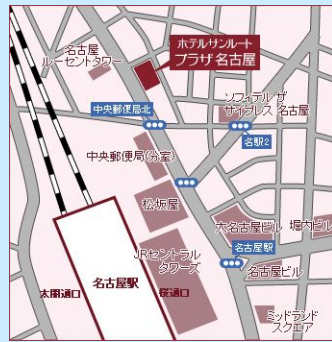 名古屋
ルーセントタワー
ホテルサンルート
プラザ名古屋
中央郵便局北
ソフィテル ザ
サイプレス 名古屋
名駅2
中央郵便局(分室)
松坂屋
大名古屋ビル
堀内ビル
名古屋駅
JRセントラル
タワーズ
名古屋ビル
名古屋駅
太閤通口
桜通口
ミッドランド
スクエア